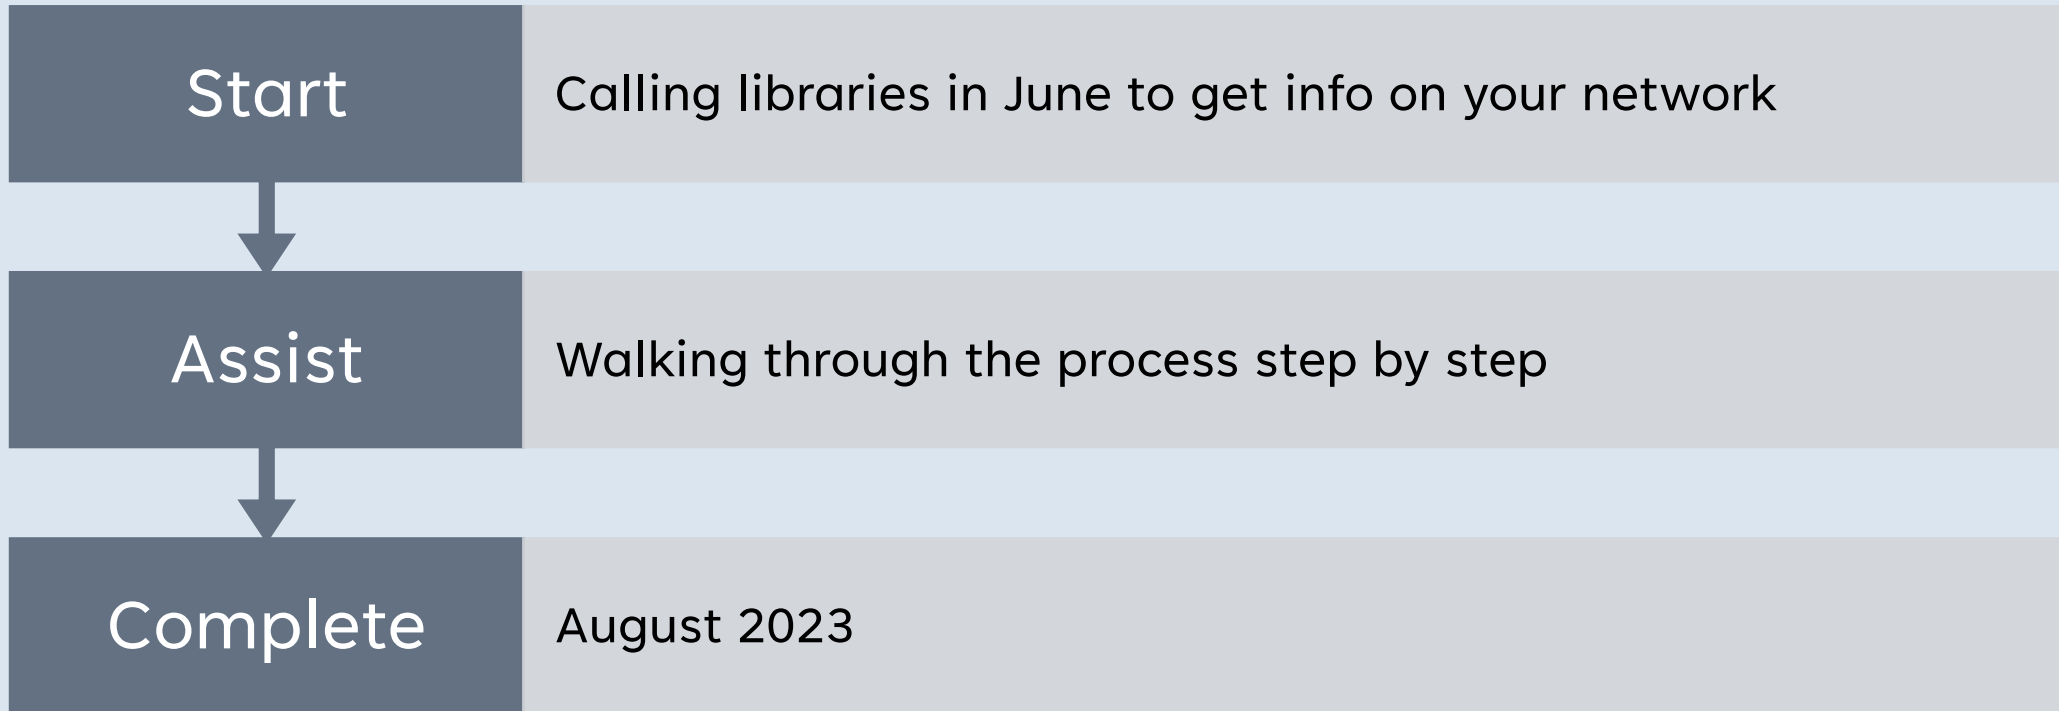 Start
Calling libraries in June to get info on your network
Assist
Walking through the process step by step
Complete
August 2023